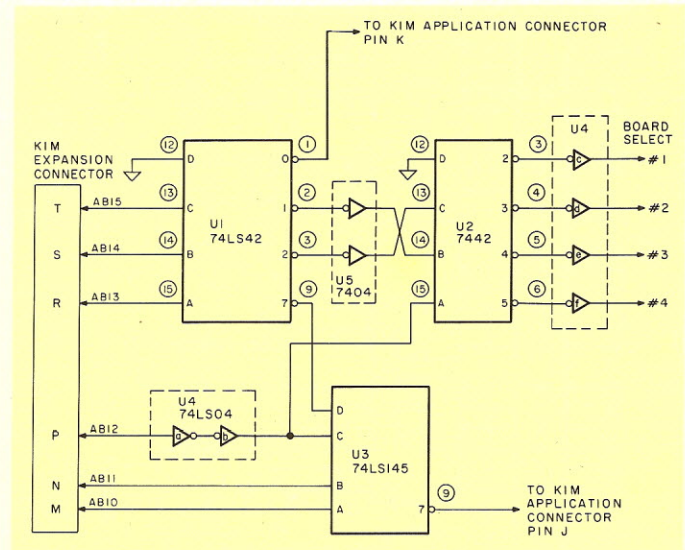 TO KIM APPLICATION CONNECTOR
PIN K
KIM
EXPANSION
CONNECTOR
T
S
R
P
N
M
AB15
AB14
AB13
AB12
AB11
AB10
12
13
14
15
D
C
B
A
U1
74LS42
0
1
2
7
1
2
3
9
U5
7404
12
13
14
15
D
C
B
A
U2
7442
2
3
4
5
3
4
5
6
U4
c
d
e
f
BOARD
SELECT
#1
#2
#3
#4
U4
74LS04
a
b
D
C
B
A
U3
74LS145
7
9
TO KIM
APPLICATION
CONNECTOR
PIN J